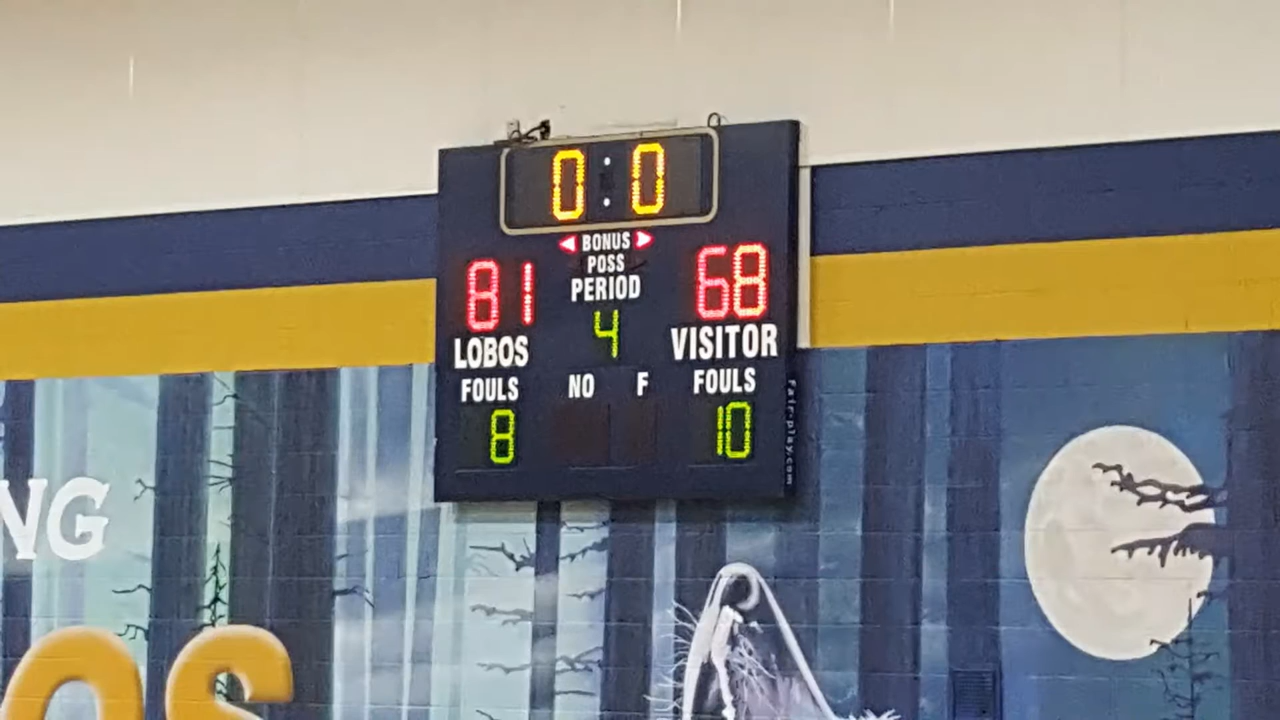 0:0
BONUS
POSS
PERIOD
81 4 68
LOBOS VISITOR
FOULS NO F FOULS
8 10
Fair-play.com
NG
OS